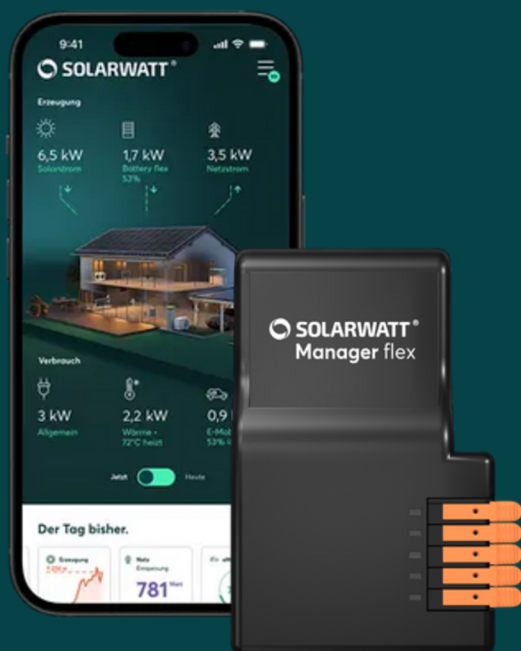 9:41
SOLARWATT®
Erzeugung
6,5 kW
1,7 kW
3,5 kW
Solarstrom
Battery flex
Netzstrom
53%
Verbrauch
3 kW
2,2 kW
0,9
Allgemein
Wärme -
E-Mob
72°C heizt
53%
Jetzt
Heute
Der Tag bisher.
Erzeugung
Netz
Einspeisung
781 Watt
SOLARWATT®
Manager flex